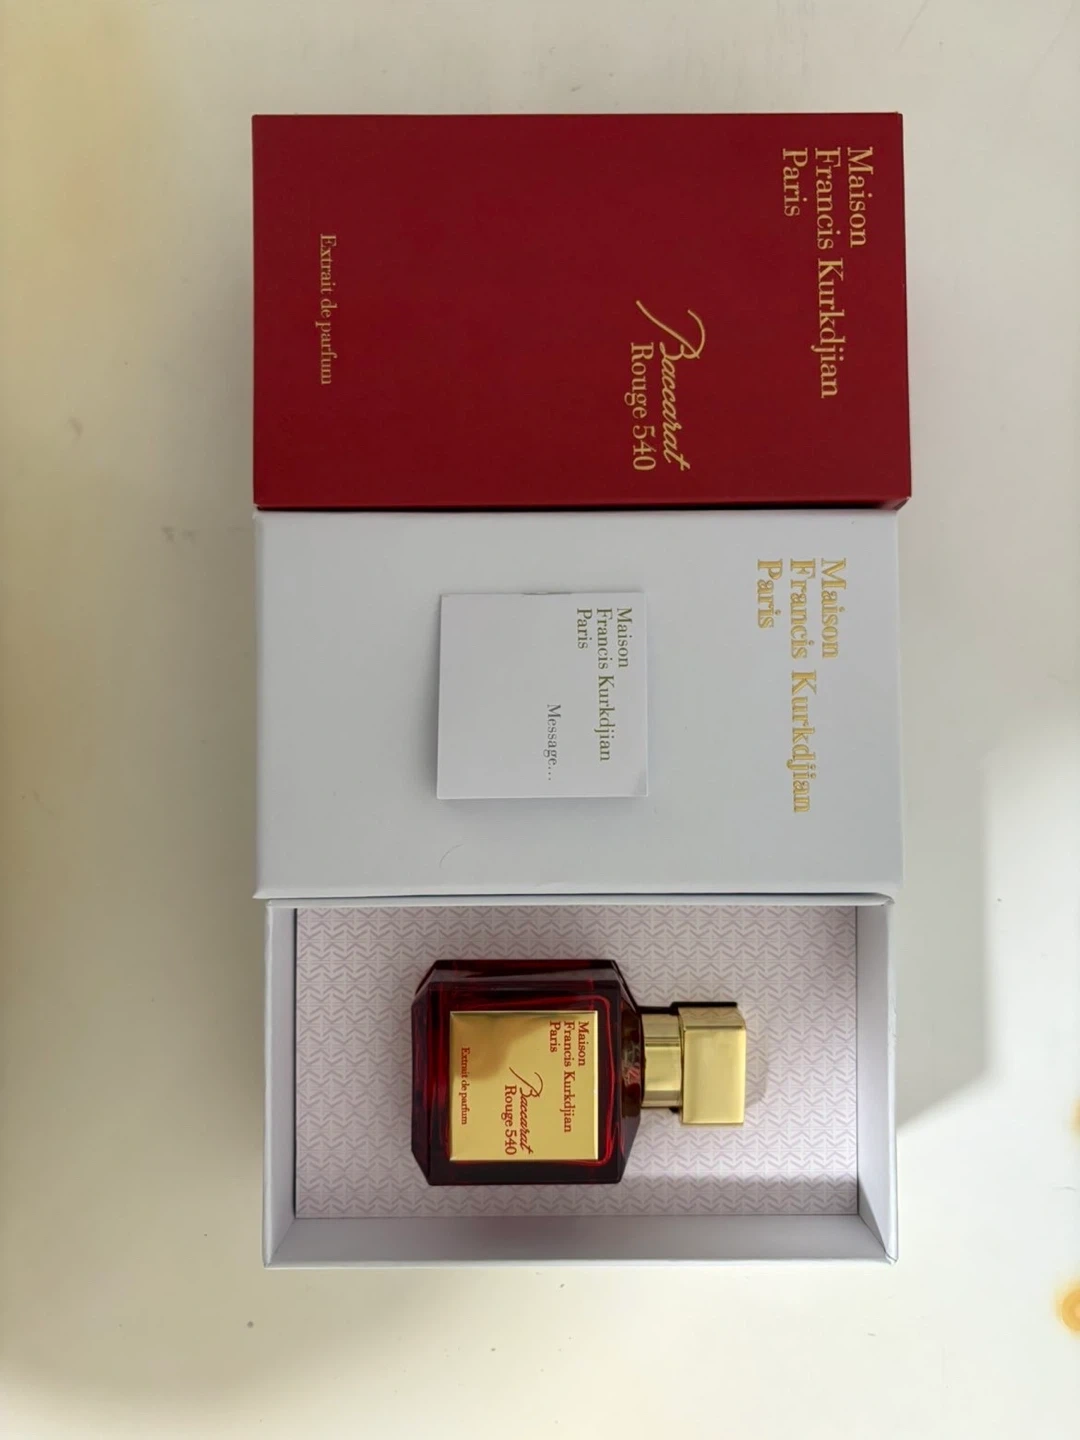 Maison
Francis Kurkdjian
Paris
Baccarat
Rouge 540
Extrait de parfum
Maison
Francis Kurkdjian
Paris
Maison
Francis Kurkdjian
Paris
Message...
Maison
Francis Kurkdjian
Paris
Baccarat
Rouge 540
Extrait de parfum